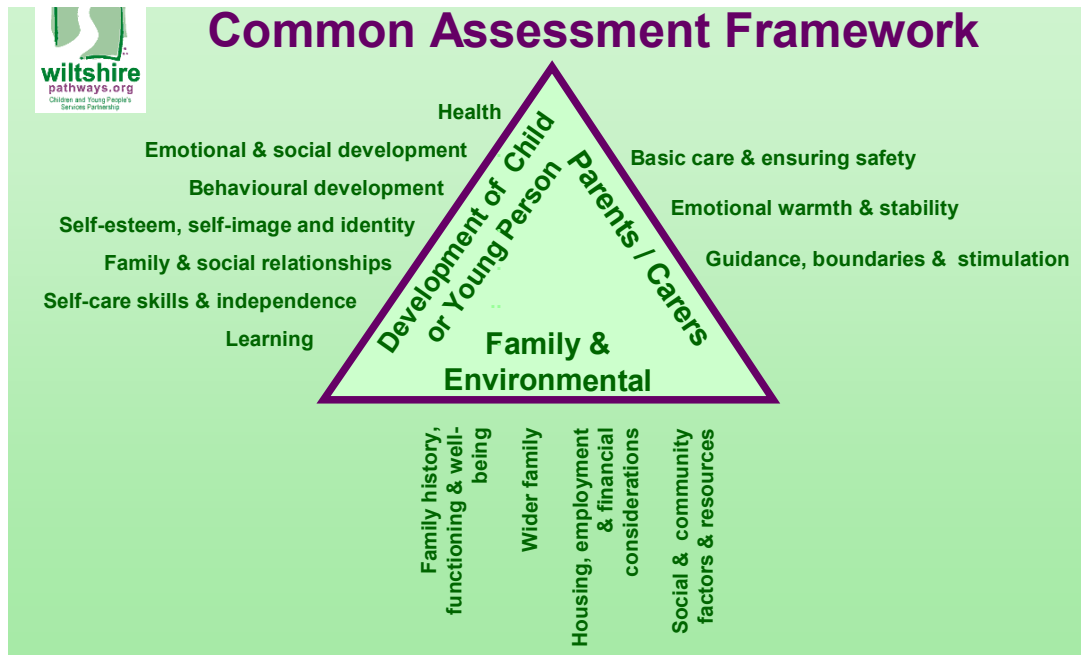 Common Assessment Framework
wiltshire
pathways.org
Children and Young People's
Services Partnership
Health
Emotional & social development
Behavioural development
Self-esteem, self-image and identity
Family & social relationships
Self-care skills & independence
Learning
Development of Child
or Young Person
Parents / Carers
Basic care & ensuring safety
Emotional warmth & stability
Guidance, boundaries & stimulation
Family &
Environmental
Family history,
functioning & well-
being
Wider family
Housing, employment
& financial
considerations
Social & community
factors & resources